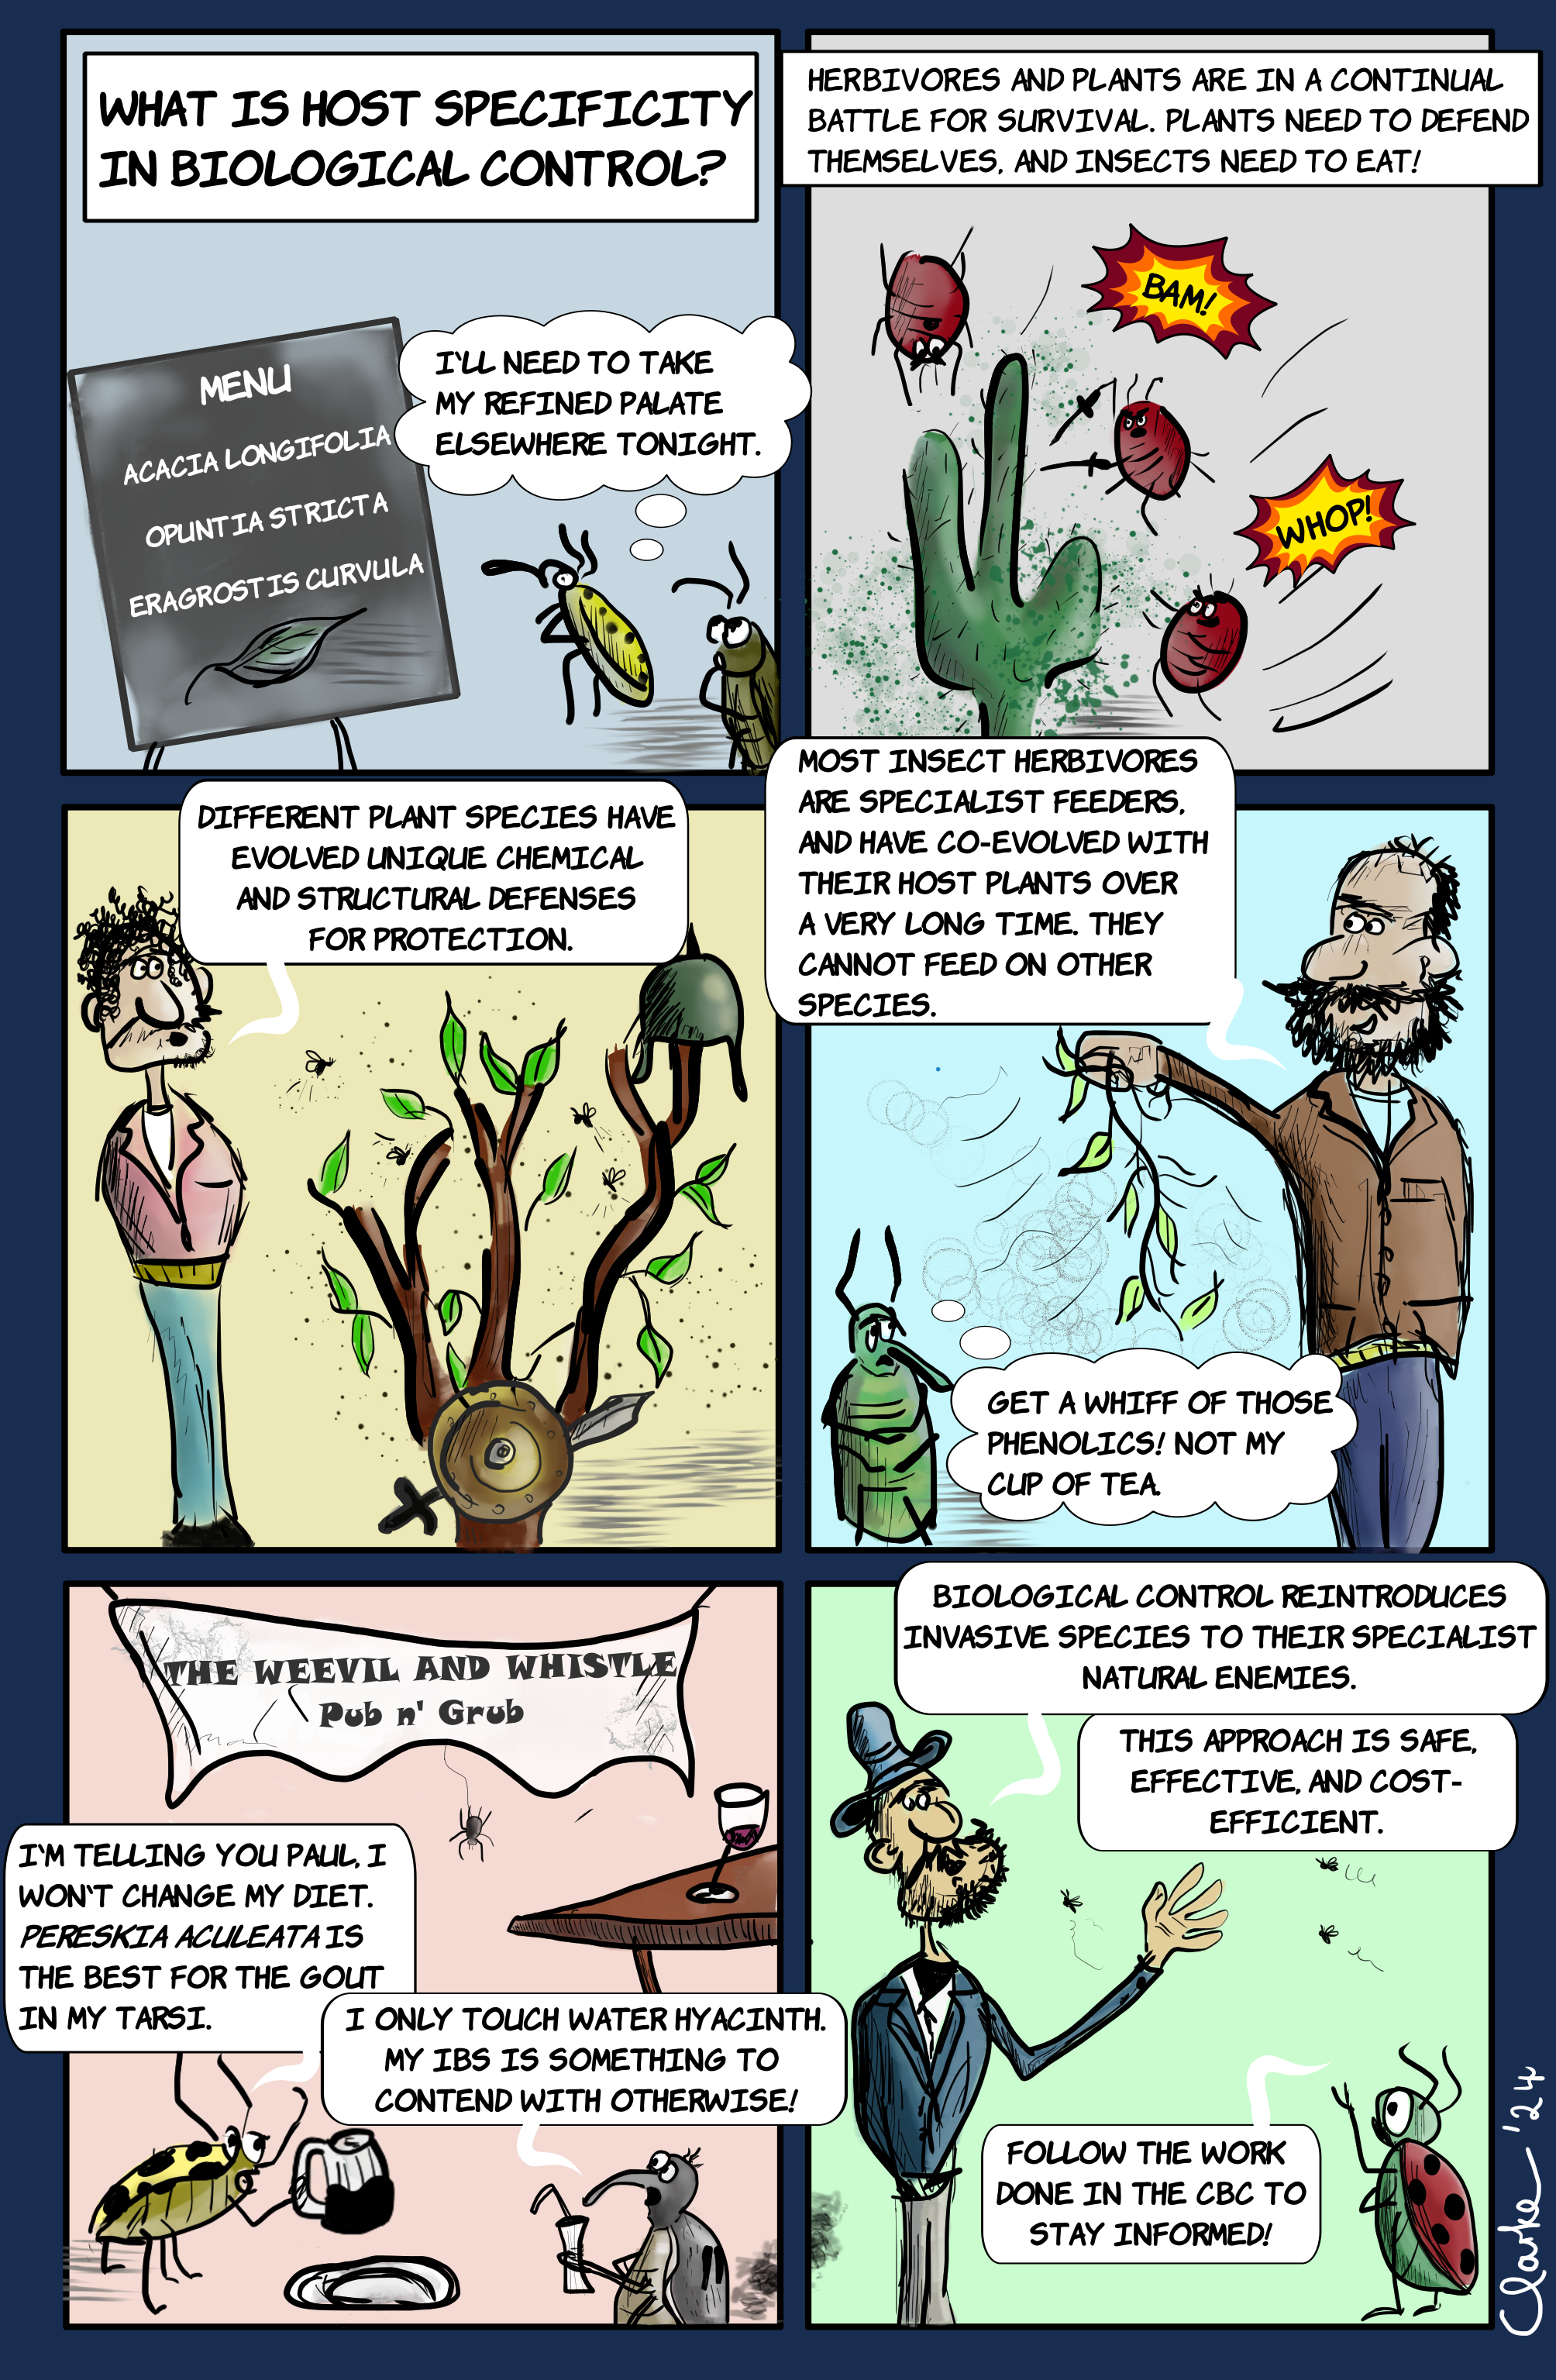 WHAT IS HOST SPECIFICITY
IN BIOLOGICAL CONTROL?
MENU
ACACIA LONGIFOLIA
OPUNTIA STRICTA
ERAGROSTIS CURVULA
I'LL NEED TO TAKE
MY REFINED PALATE
ELSEWHERE TONIGHT.
HERBIVORES AND PLANTS ARE IN A CONTINUAL
BATTLE FOR SURVIVAL. PLANTS NEED TO DEFEND
THEMSELVES, AND INSECTS NEED TO EAT!
BAM!
WHOP!
DIFFERENT PLANT SPECIES HAVE
EVOLVED UNIQUE CHEMICAL
AND STRUCTURAL DEFENSES
FOR PROTECTION.
MOST INSECT HERBIVORES
ARE SPECIALIST FEEDERS,
AND HAVE CO-EVOLVED WITH
THEIR HOST PLANTS OVER
A VERY LONG TIME. THEY
CANNOT FEED ON OTHER
SPECIES.
GET A WHIFF OF THOSE
PHENOLICS! NOT MY
CUP OF TEA.
THE WEEVIL AND WHISTLE
Pub n' Grub
I'M TELLING YOU PAUL, I
WON'T CHANGE MY DIET.
PERESKIA ACULEATA IS
THE BEST FOR THE GOUT
IN MY TARSI.
I ONLY TOUCH WATER HYACINTH.
MY IBS IS SOMETHING TO
CONTEND WITH OTHERWISE!
BIOLOGICAL CONTROL REINTRODUCES
INVASIVE SPECIES TO THEIR SPECIALIST
NATURAL ENEMIES.
THIS APPROACH IS SAFE,
EFFECTIVE, AND COST-
EFFICIENT.
FOLLOW THE WORK
DONE IN THE CBC TO
STAY INFORMED!
Clarke '24